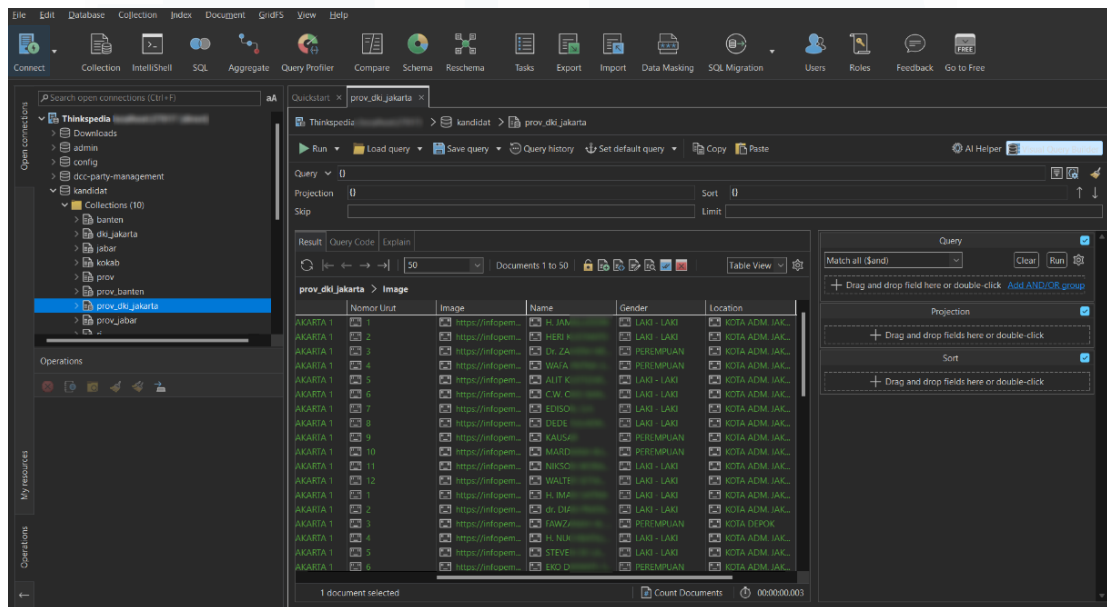 File Edit Database Collection Index Document GridFS View Help
Connect Collection IntelliShell SQL Aggregate Query Profiler Compare Schema Reschema Tasks Export Import Data Masking SQL Migration Users Roles Feedback Go to Free
FREE
Search open connections (Ctrl+F) aA
Open connections
Thinkspedia
Downloads
admin
config
dcc-party-management
kandidat
Collections (10)
banten
dki_jakarta
jabar
kokab
prov
prov_banten
prov_dki_jakarta
prov_jabar
Operations
My resources
Operations
Quickstart × prov_dki_jakarta ×
Thinkspedia > kandidat > prov_dki_jakarta
Run Load query Save query Query history Set default query Copy Paste AI Helper
Query {}
Projection {} Sort {}
Skip Limit
Result Query Code Explain
50 Documents 1 to 50 Table View
prov_dki_jakarta > Image
Nomor Urut Image Name Gender Location
AKARTA 1 1 https://infopem... H. JAM LAKI - LAKI KOTA ADM. JAK...
AKARTA 1 2 https://infopem... HERI K LAKI - LAKI KOTA ADM. JAK...
AKARTA 1 3 https://infopem... Dr. ZA PEREMPUAN KOTA ADM. JAK...
AKARTA 1 4 https://infopem... WAFA PEREMPUAN KOTA ADM. JAK...
AKARTA 1 5 https://infopem... ALIT K LAKI - LAKI KOTA ADM. JAK...
AKARTA 1 6 https://infopem... C.W. LAKI - LAKI KOTA ADM. JAK...
AKARTA 1 7 https://infopem... EDISO LAKI - LAKI KOTA ADM. JAK...
AKARTA 1 8 https://infopem... DEDE LAKI - LAKI KOTA ADM. JAK...
AKARTA 1 9 https://infopem... KAUSA PEREMPUAN KOTA ADM. JAK...
AKARTA 1 10 https://infopem... MARD PEREMPUAN KOTA ADM. JAK...
AKARTA 1 11 https://infopem... NIKSO LAKI - LAKI KOTA ADM. JAK...
AKARTA 1 12 https://infopem... WALTE LAKI - LAKI KOTA ADM. JAK...
AKARTA 1 1 https://infopem... H. IMA LAKI - LAKI KOTA ADM. JAK...
AKARTA 1 2 https://infopem... dr. DIA LAKI - LAKI KOTA ADM. JAK...
AKARTA 1 3 https://infopem... FAWZ PEREMPUAN KOTA DEPOK
AKARTA 1 4 https://infopem... H. NU LAKI - LAKI KOTA ADM. JAK...
AKARTA 1 5 https://infopem... STEVE LAKI - LAKI KOTA ADM. JAK...
AKARTA 1 6 https://infopem... EKO D PEREMPUAN KOTA ADM. JAK...
1 document selected Count Documents 00:00:00.003
Query
Match all ($and) Clear Run
Drag and drop field here or double-click Add AND/OR group
Projection
Drag and drop fields here or double-click
Sort
Drag and drop fields here or double-click